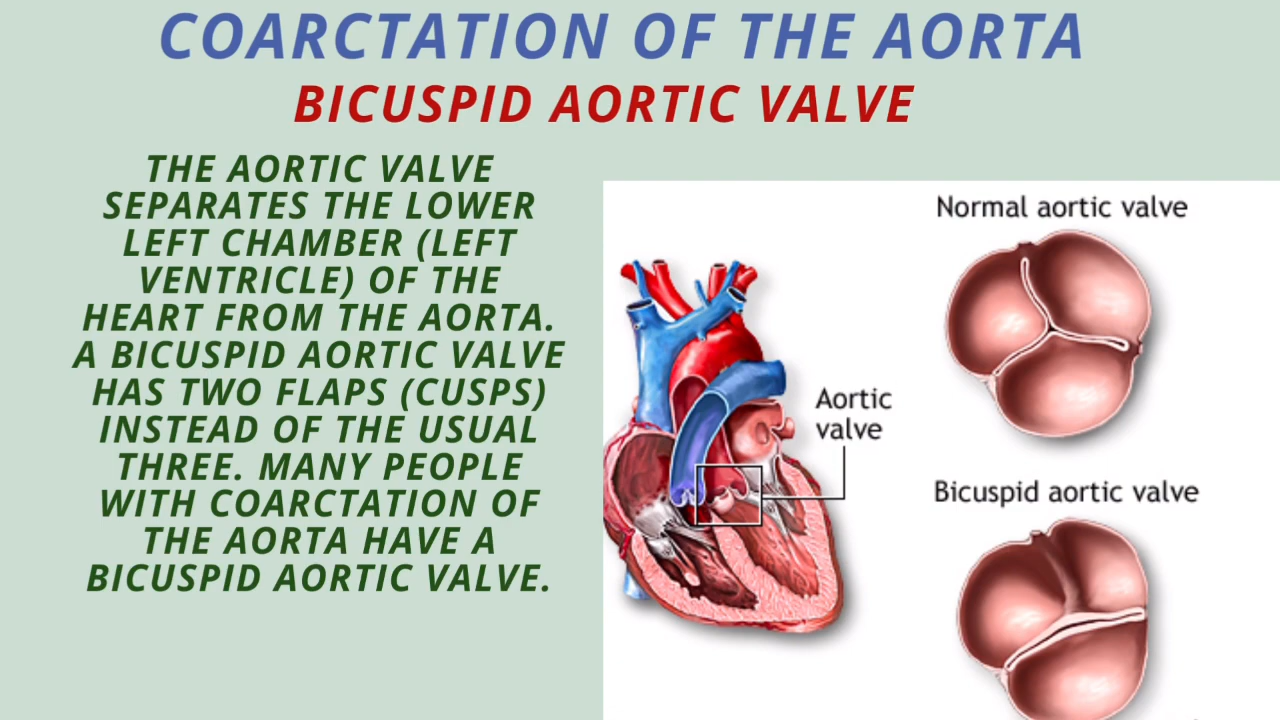 COARCTATION OF THE AORTA
BICUSPID AORTIC VALVE
THE AORTIC VALVE
SEPARATES THE LOWER
LEFT CHAMBER (LEFT
VENTRICLE) OF THE
HEART FROM THE AORTA.
A BICUSPID AORTIC VALVE
HAS TWO FLAPS (CUSPS)
INSTEAD OF THE USUAL
THREE. MANY PEOPLE
WITH COARCTATION OF
THE AORTA HAVE A
BICUSPID AORTIC VALVE.
Normal aortic valve
Aortic
valve
Bicuspid aortic valve